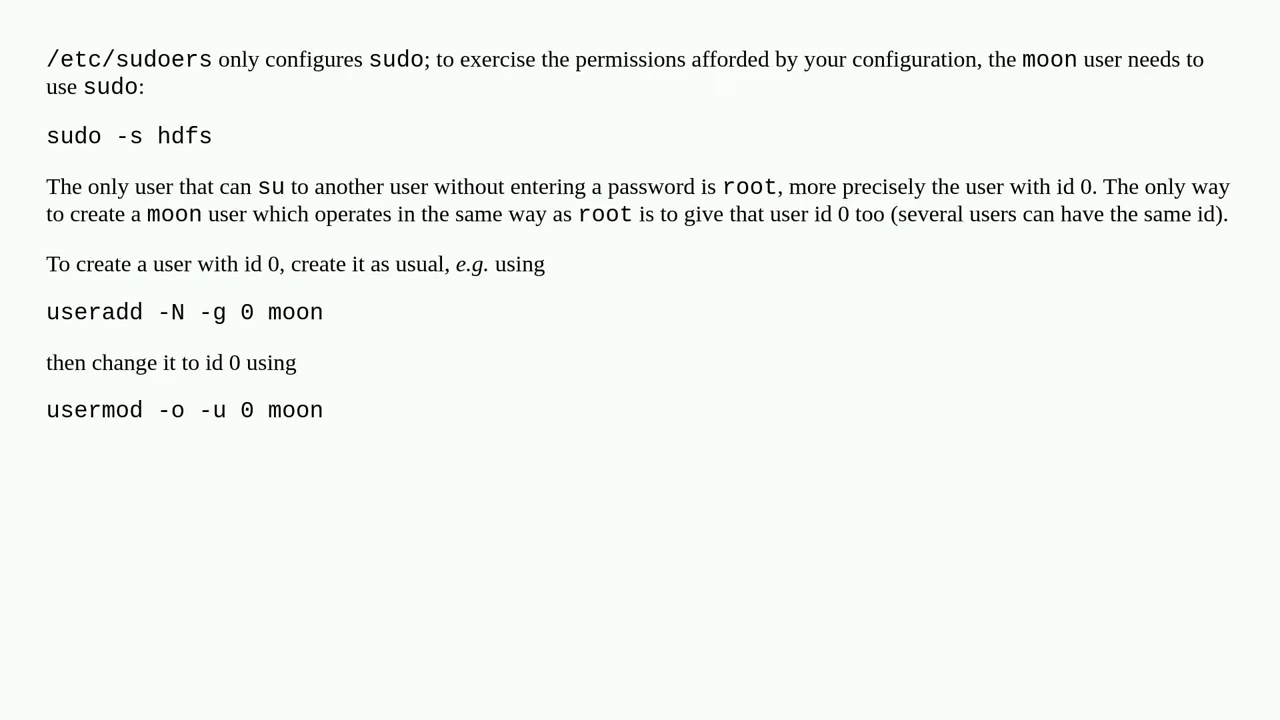 /etc/sudoers only configures sudo; to exercise the permissions afforded by your configuration, the moon user needs to
use sudo:
sudo -s hdfs
The only user that can su to another user without entering a password is root, more precisely the user with id 0. The only way
to create a moon user which operates in the same way as root is to give that user id 0 too (several users can have the same id).
To create a user with id 0, create it as usual, e.g. using
useradd -N -g 0 moon
then change it to id 0 using
usermod -o -u 0 moon